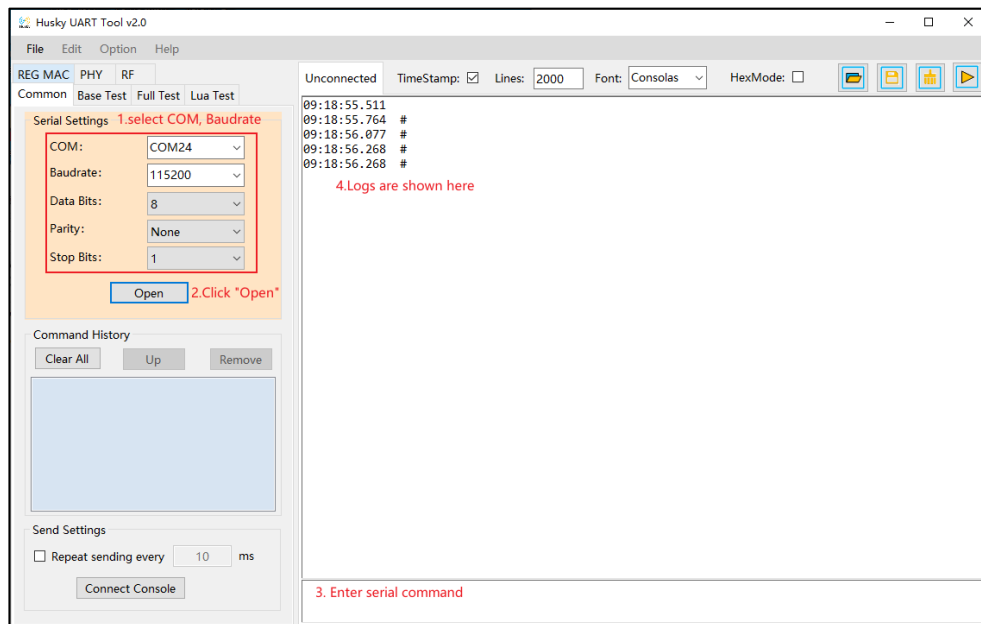 Husky UART Tool v2.0
File Edit Option Help
REG MAC PHY RF
Common Base Test Full Test Lua Test
Serial Settings 1.select COM, Baudrate
COM: COM24
Baudrate: 115200
Data Bits: 8
Parity: None
Stop Bits: 1
Open 2.Click "Open"
Command History
Clear All Up Remove
Send Settings
Repeat sending every 10 ms
Connect Console
Unconnected TimeStamp: Lines: 2000 Font: Consolas HexMode:
09:18:55.511
09:18:55.764 #
09:18:56.077 #
09:18:56.268 #
09:18:56.268 #
4.Logs are shown here
3. Enter serial command